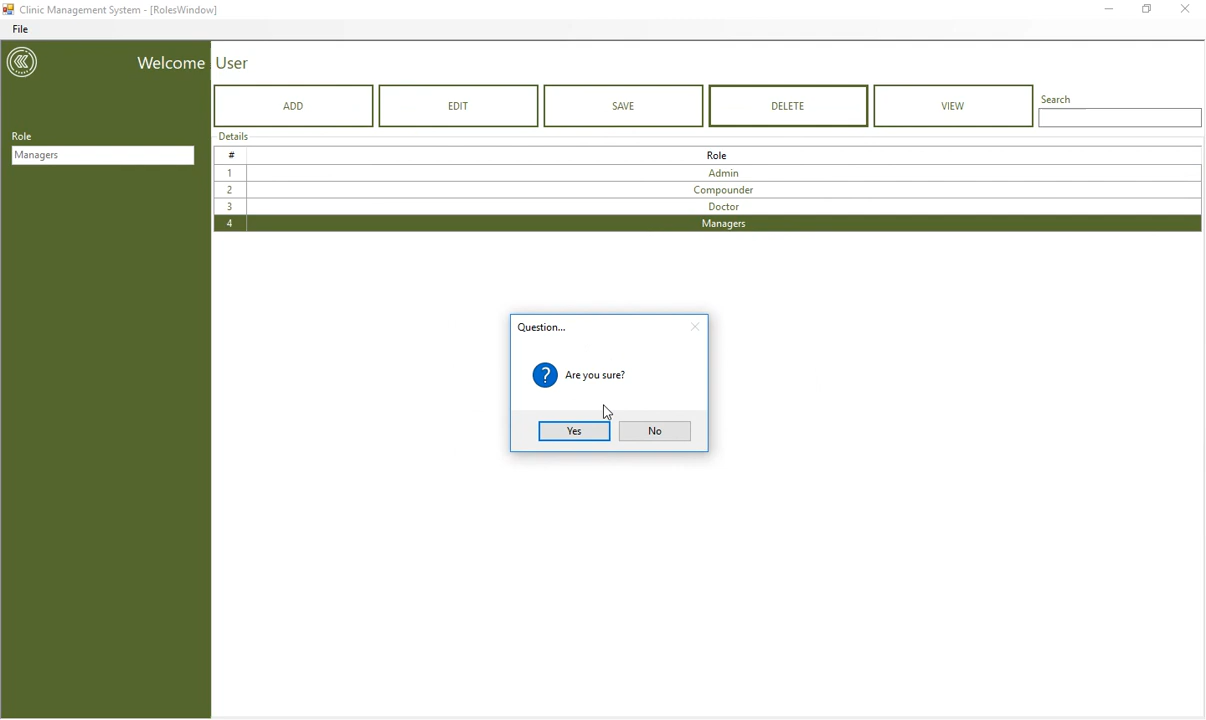 Clinic Management System - [RolesWindow]
File
Welcome User
ADD
EDIT
SAVE
DELETE
VIEW
Search
Role
Managers
Details
# Role
1 Admin
2 Compounder
3 Doctor
4 Managers
Question...
? Are you sure?
Yes
No